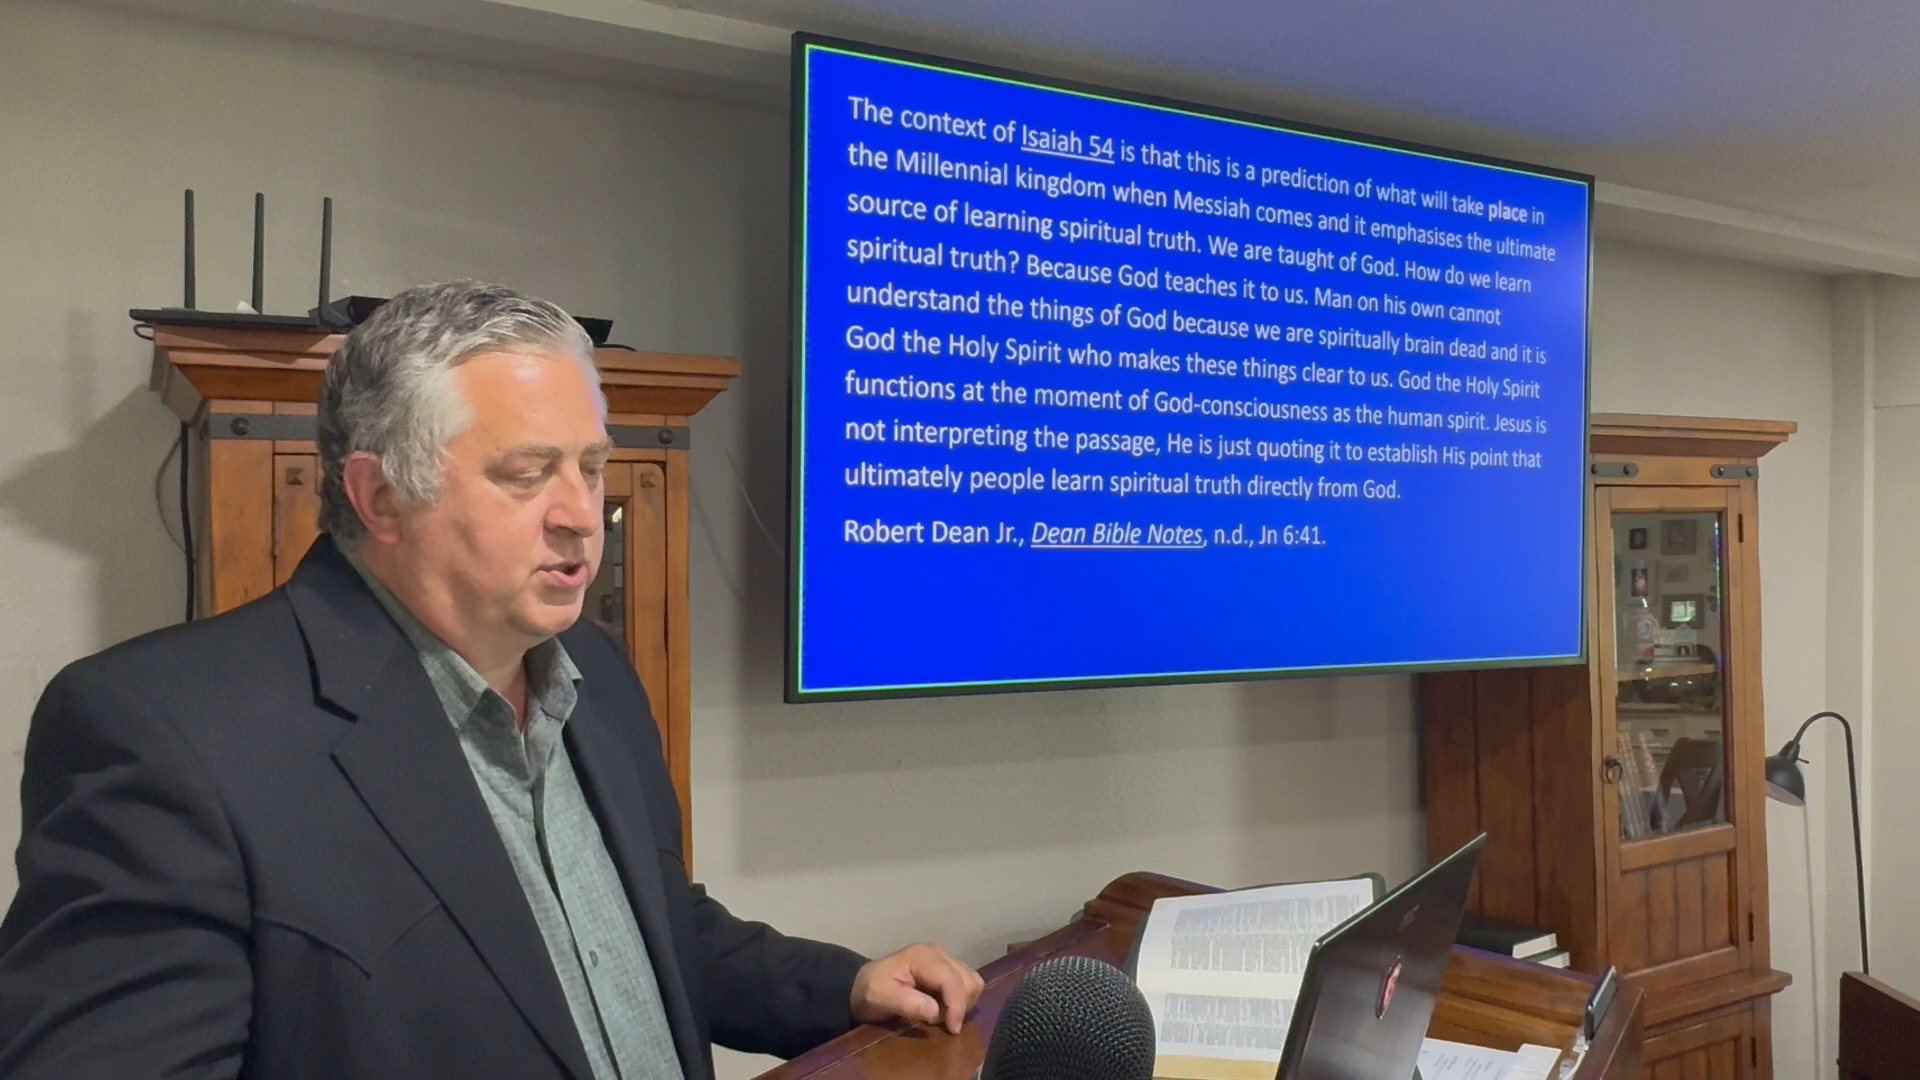 The context of Isaiah 54 is that this is a prediction of what will take place in
the Millennial kingdom when Messiah comes and it emphasises the ultimate
source of learning spiritual truth. We are taught of God. How do we learn
spiritual truth? Because God teaches it to us. Man on his own cannot
understand the things of God because we are spiritually brain dead and it is
God the Holy Spirit who makes these things clear to us. God the Holy Spirit
functions at the moment of God-consciousness as the human spirit. Jesus is
not interpreting the passage, He is just quoting it to establish His point that
ultimately people learn spiritual truth directly from God.
Robert Dean Jr., Dean Bible Notes, n.d., Jn 6:41.